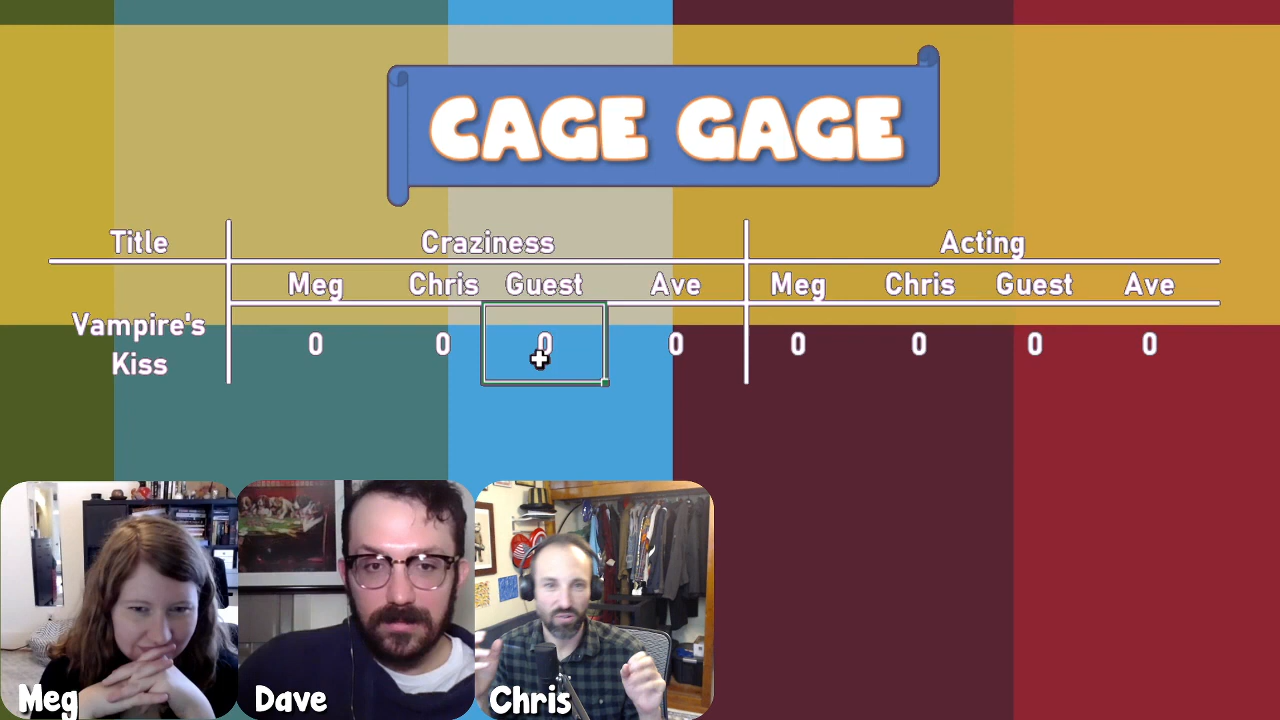 CAGE GAGE
Title Craziness Acting
Meg Chris Guest Ave Meg Chris Guest Ave
Vampire's
Kiss
0 0 0 0 0 0 0 0
Meg Dave Chris